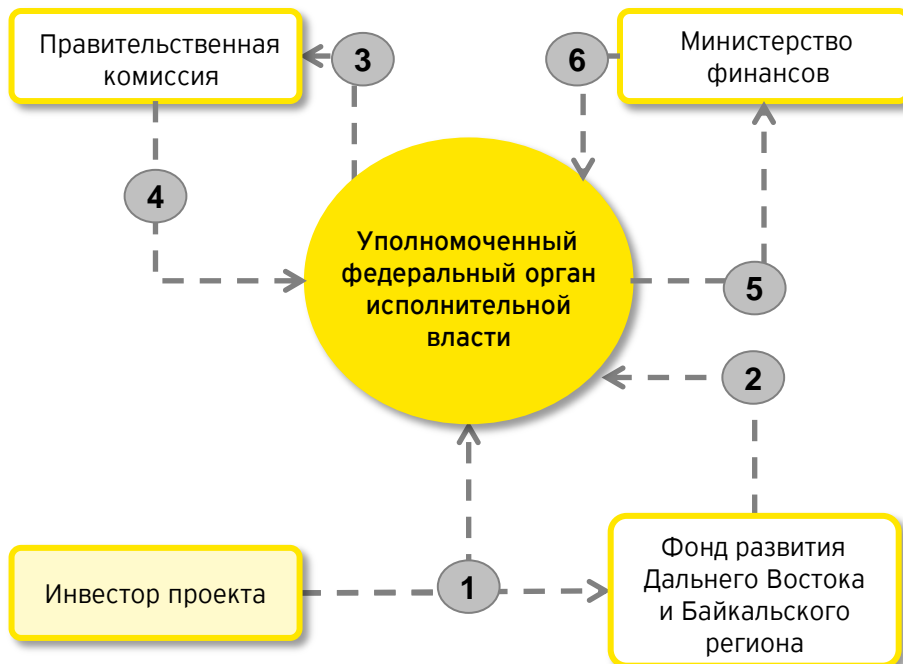 Правительственная
комиссия
3
6
Министерство
финансов
4
Уполномоченный
федеральный орган
исполнительной
власти
5
2
Инвестор проекта
1
Фонд развития
Дальнего Востока
и Байкальского
региона